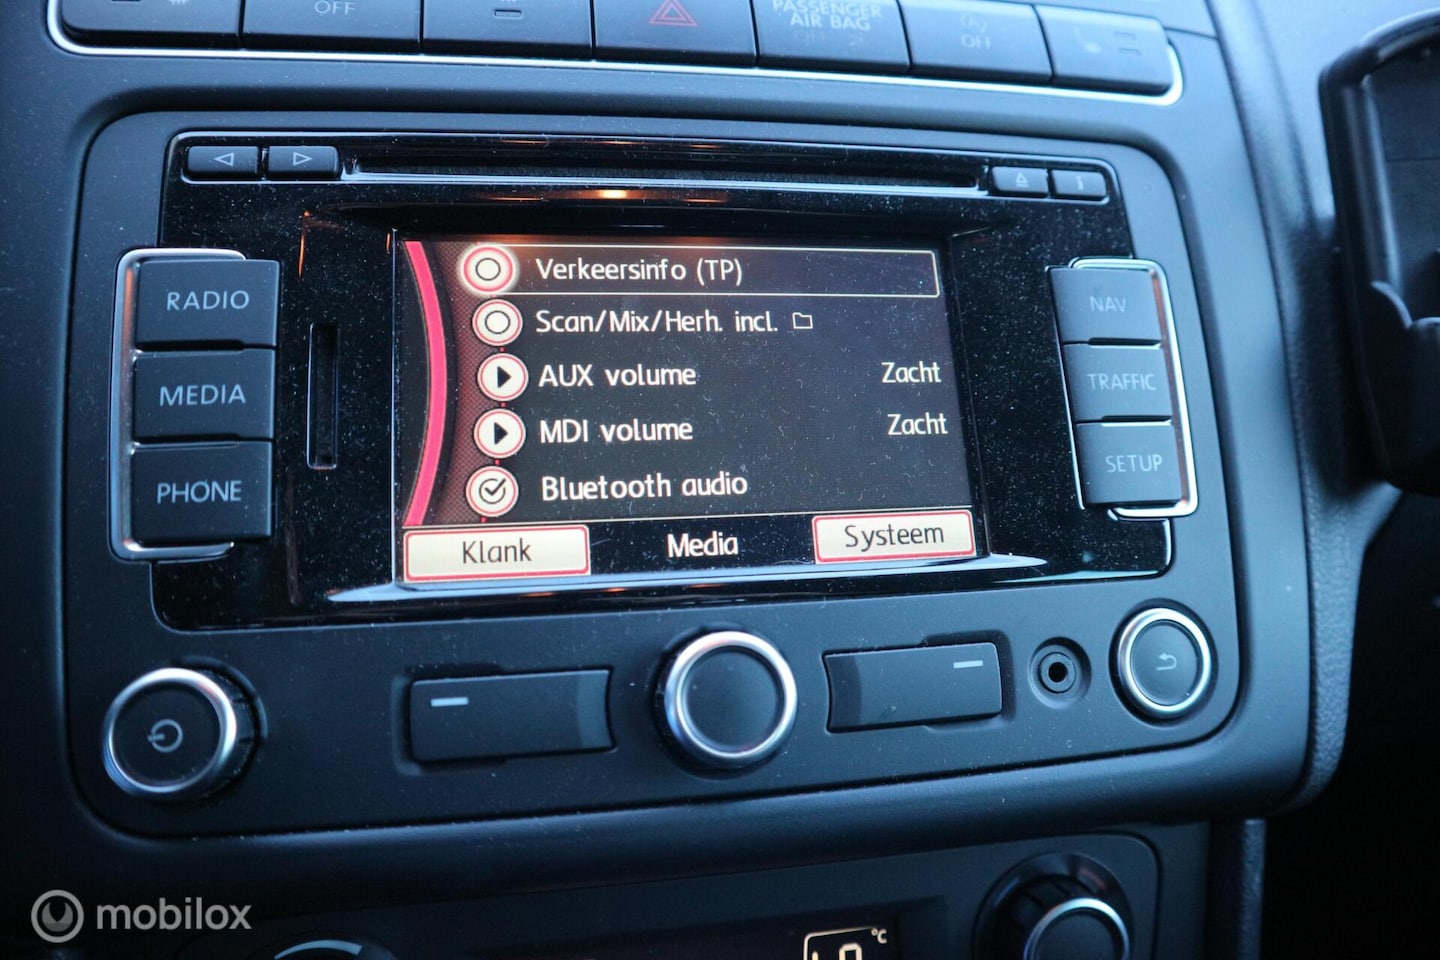 OFF
PASSENGER
AIR BAG
OFF
RADIO
MEDIA
PHONE
Verkeersinfo (TP)
Scan/Mix/Herh. incl.
AUX volume Zacht
MDI volume Zacht
Bluetooth audio
Klank Media Systeem
NAV
TRAFFIC
SETUP
mobilox
°C